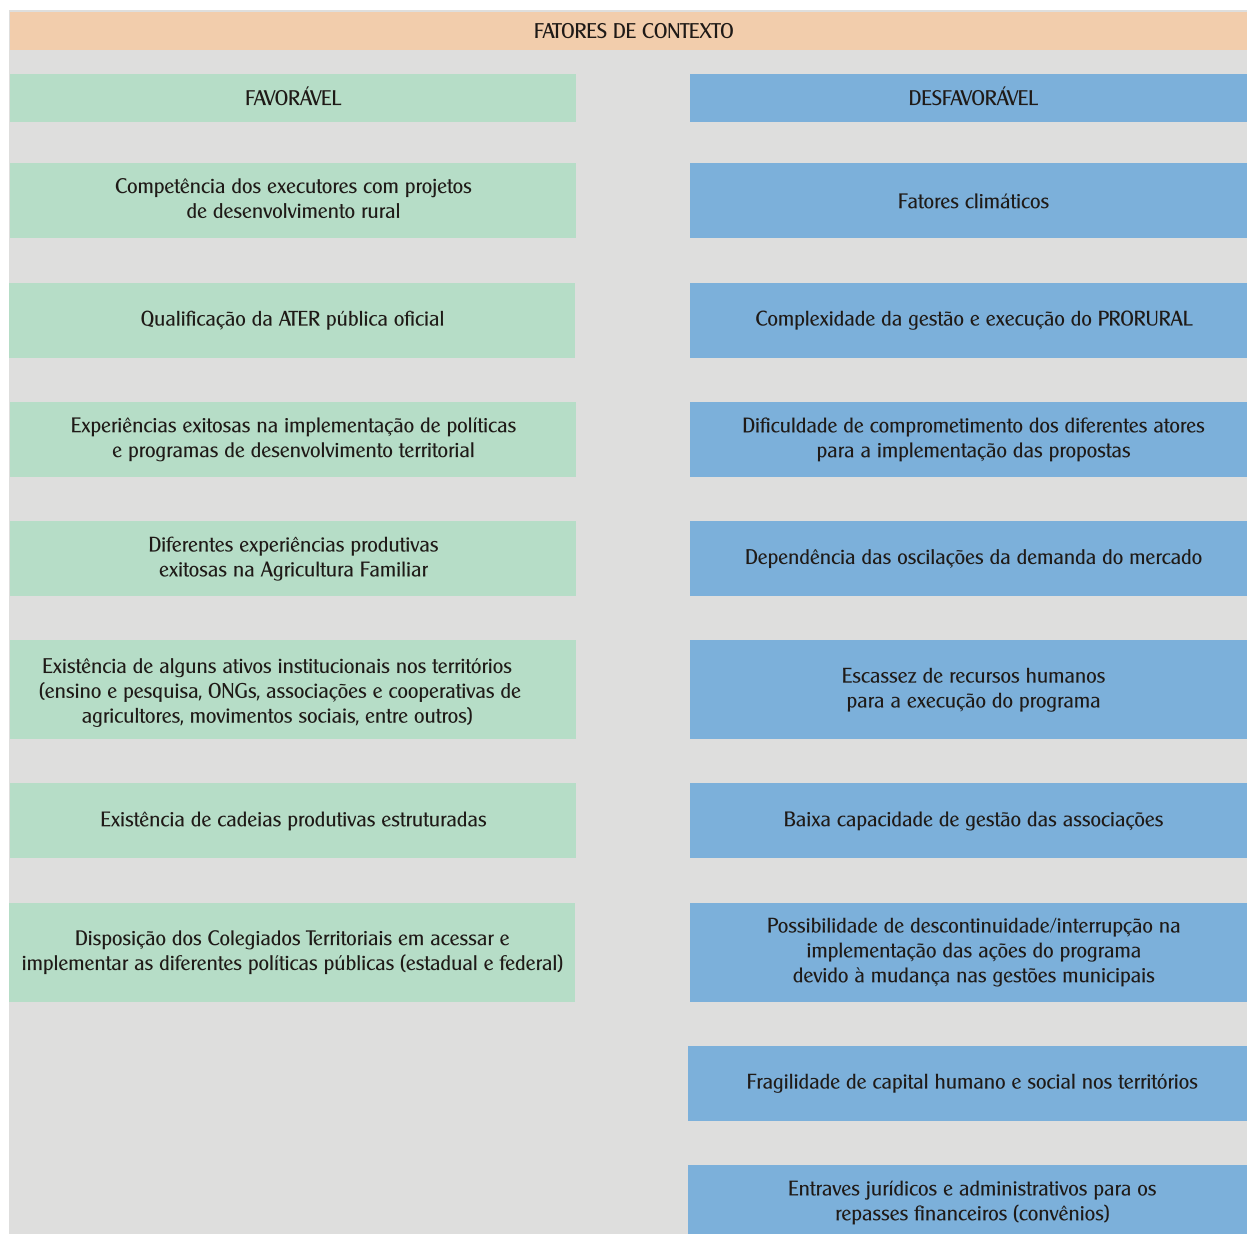 FATORES DE CONTEXTO
FAVORÁVEL
Competência dos executores com projetos
de desenvolvimento rural
Qualificação da ATER pública oficial
Experiências exitosas na implementação de políticas
e programas de desenvolvimento territorial
Diferentes experiências produtivas
exitosas na Agricultura Familiar
Existência de alguns ativos institucionais nos territórios
(ensino e pesquisa, ONGs, associações e cooperativas de
agricultores, movimentos sociais, entre outros)
Existência de cadeias produtivas estruturadas
Disposição dos Colegiados Territoriais em acessar e
implementar as diferentes políticas públicas (estadual e federal)
DESFAVORÁVEL
Fatores climáticos
Complexidade da gestão e execução do PRORURAL
Dificuldade de comprometimento dos diferentes atores
para a implementação das propostas
Dependência das oscilações da demanda do mercado
Escassez de recursos humanos
para a execução do programa
Baixa capacidade de gestão das associações
Possibilidade de descontinuidade/interrupção na
implementação das ações do programa
devido à mudança nas gestões municipais
Fragilidade de capital humano e social nos territórios
Entraves jurídicos e administrativos para os
repasses financeiros (convênios)